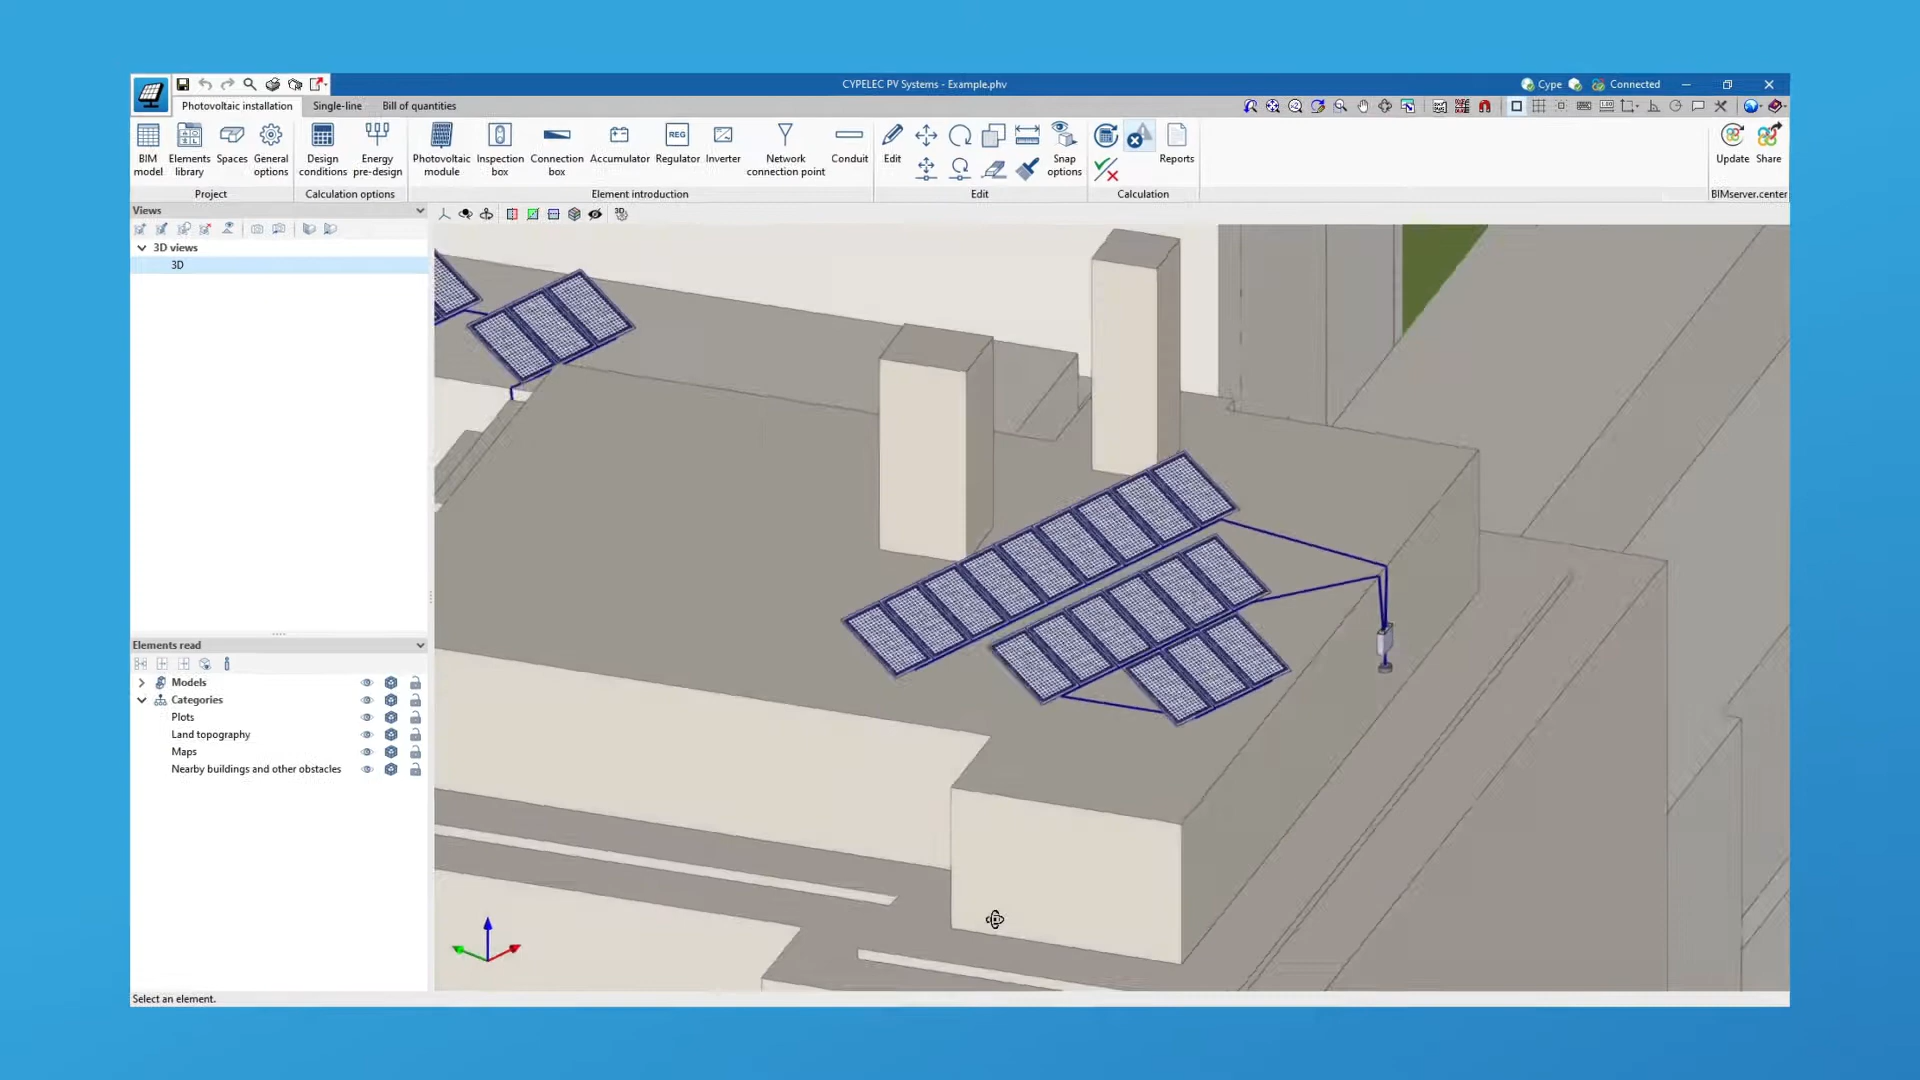 CYPELEC PV Systems - Example.phv
Cype
Connected
Photovoltaic installation
Single-line
Bill of quantities
BIM model
Elements library
Spaces
General options
Design conditions
Energy pre-design
Photovoltaic module
Inspection box
Connection box
Accumulator
REG
Regulator
Inverter
Network connection point
Conduit
Edit
Snap options
Reports
Update
Share
Project
Calculation options
Element introduction
Edit
Calculation
BIMserver.center
Views
3D
3D views
3D
Elements read
Models
Categories
Plots
Land topography
Maps
Nearby buildings and other obstacles
Select an element.